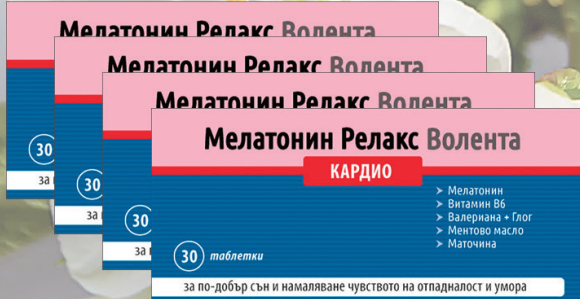 Мелатонин Релакс Волента
30
за
Мелатонин Релакс Волента
30
за
Мелатонин Релакс Волента
30
за
Мелатонин Релакс Волента
КАРДИО
➢ Мелатонин
➢ Витамин В6
➢ Валериана + Глог
➢ Ментово масло
➢ Маточина
30 таблетки
за по-добър сън и намаляване чувството на отпадналост и умора